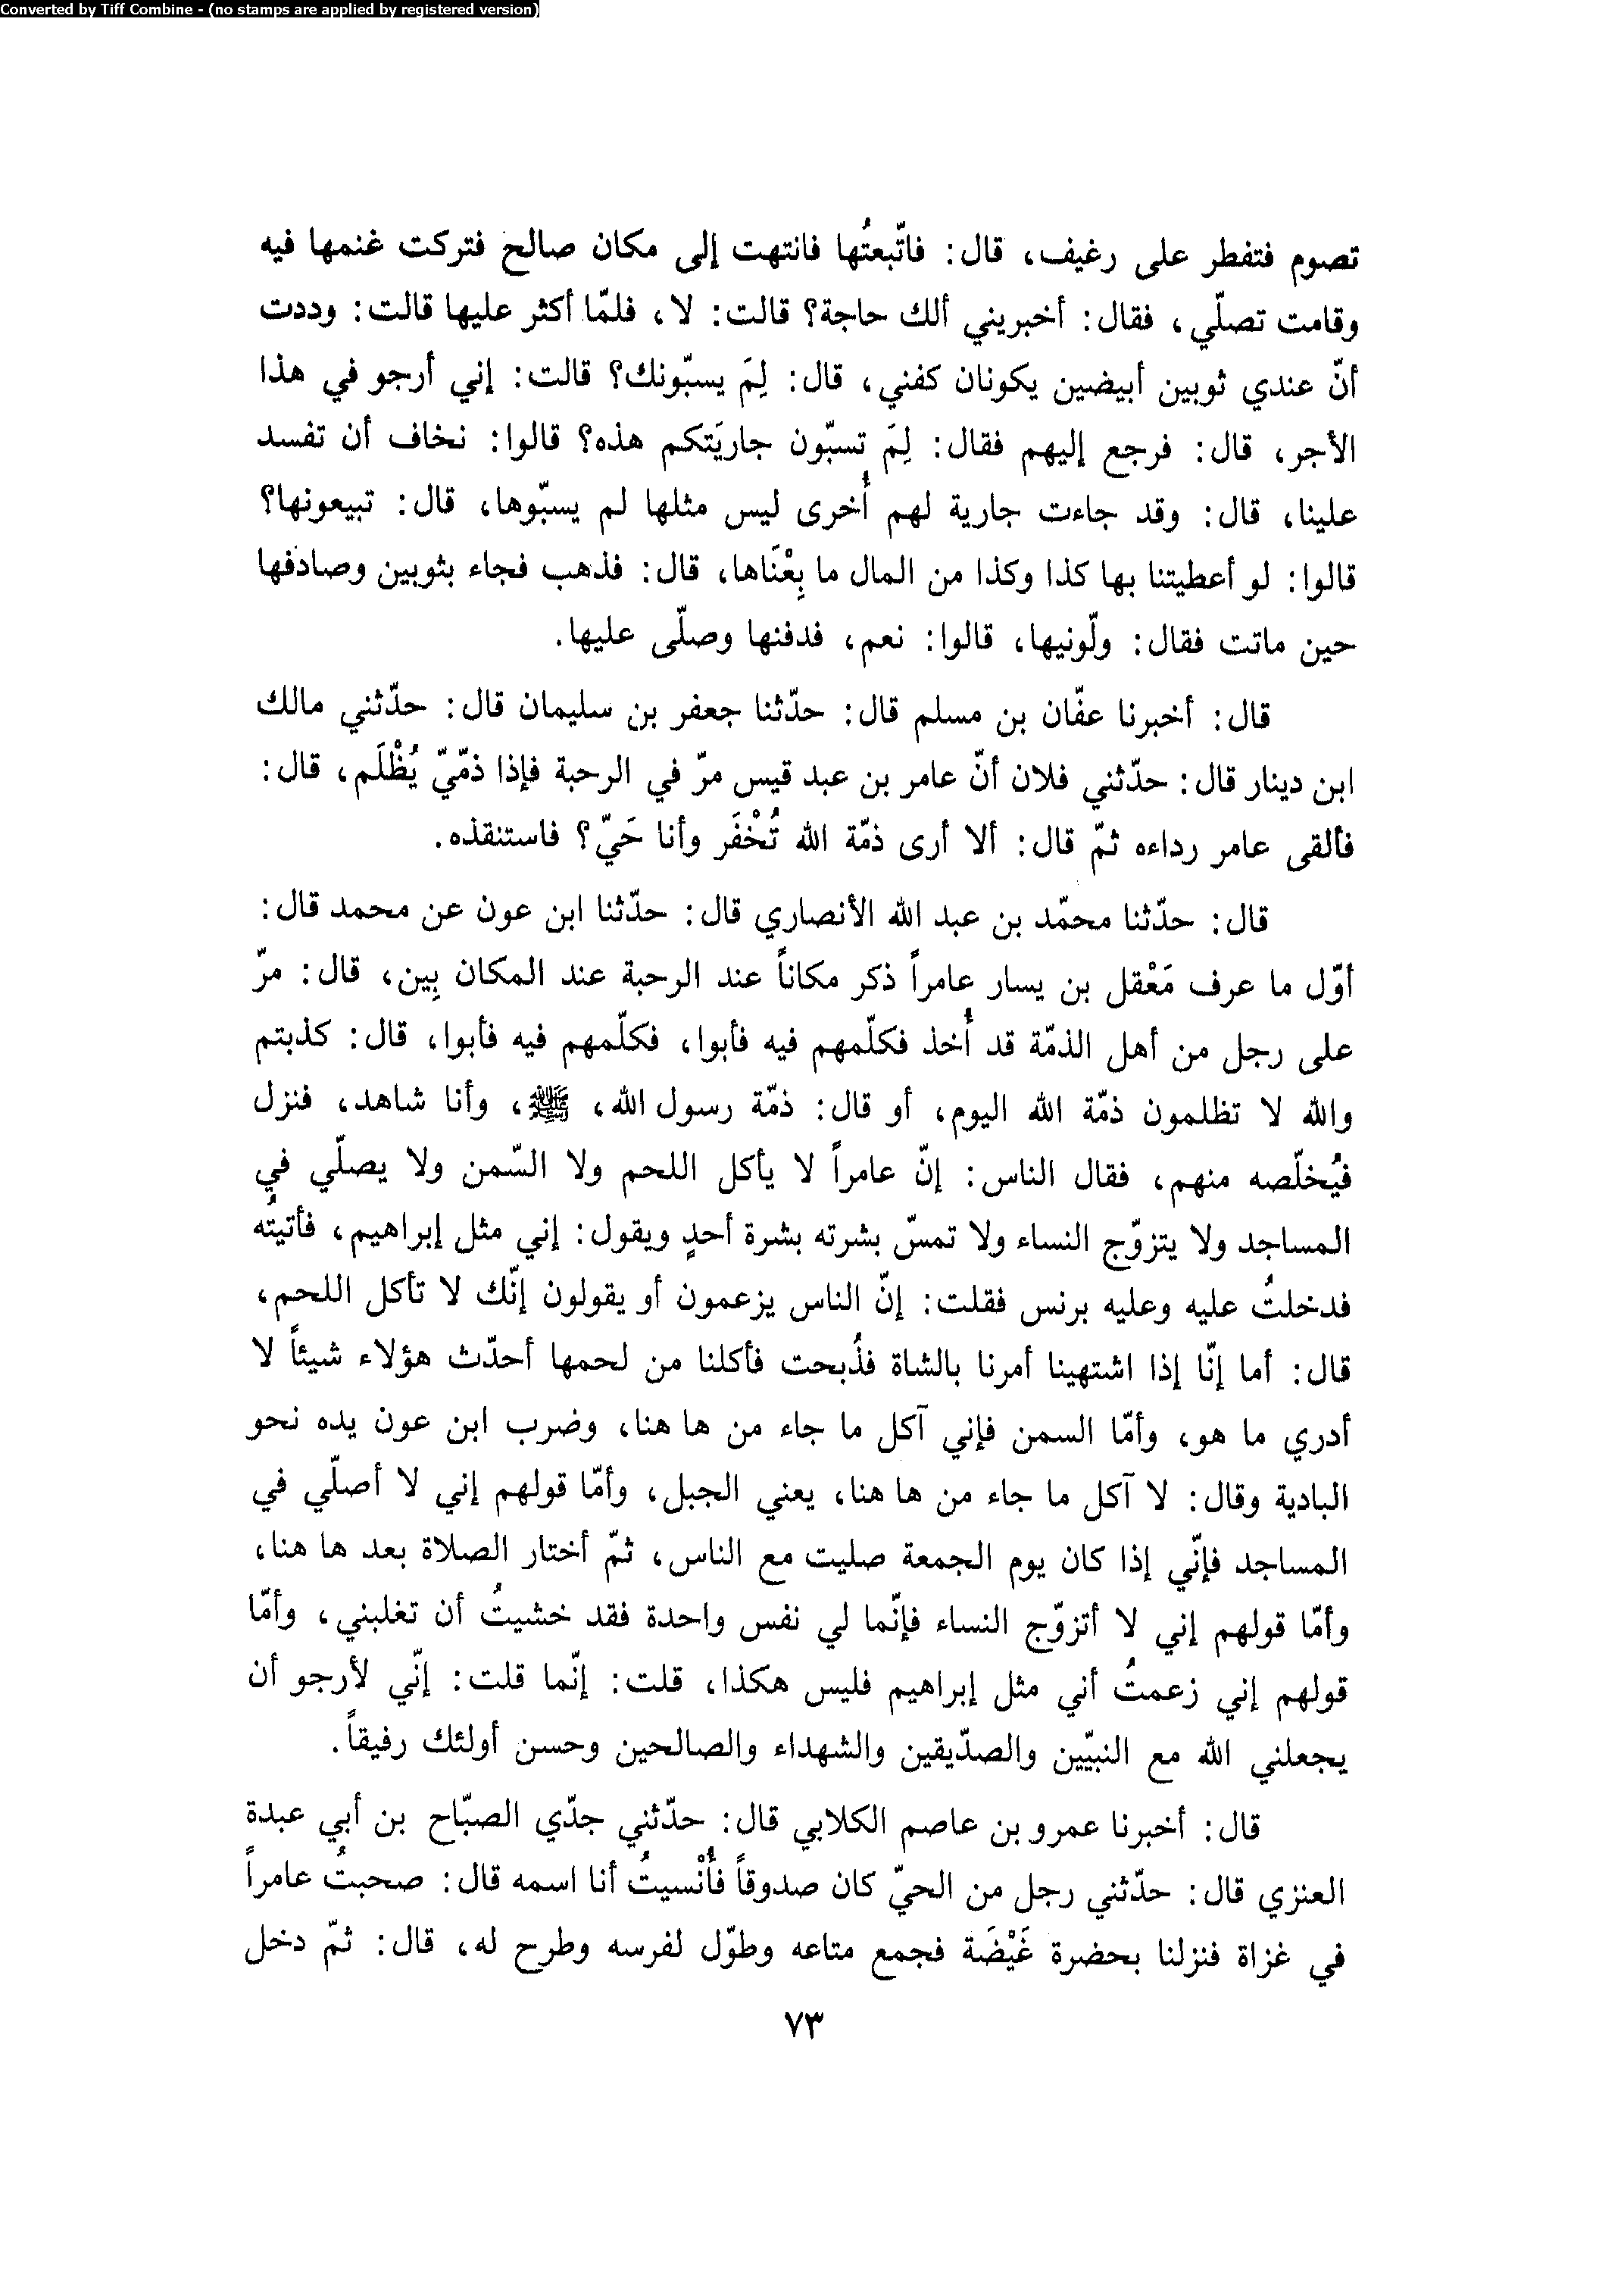 Converted by Tiff Combine - (no stamps are applied by registered version)
تصوم فتفطر على رغيف، قال: فاتّبعتُها فانتهت إلى مكان صالح فتركت غنمها فيه
وقامت تصلّي، فقال: أخبريني ألك حاجة؟ قالت: لا، فلمّا أكثر عليها قالت: وددت
أنّ عندي ثوبين أبيضين يكونان كفني، قال: لِمَ يسبّونك؟ قالت: إني أرجو في هذا
الأجر، قال: فرجع إليهم فقال: لِمَ تسبّون جاريَتكم هذه؟ قالوا: نخاف أن تفسد
علينا، قال: وقد جاءت جارية لهم أُخرى ليس مثلها لم يسبّوها، قال: تبيعونها؟
قالوا: لو أعطيتنا بها كذا وكذا من المال ما بِعْنَاها، قال: فذهب فجاء بثوبين وصادفها
حين ماتت فقال: ولّونيها، قالوا: نعم، فدفنها وصلّى عليها.
قال: أخبرنا عفّان بن مسلم قال: حدّثنا جعفر بن سليمان قال: حدّثني مالك
ابن دينار قال: حدّثني فلان أنّ عامر بن عبد قيس مرّ في الرحبة فإذا ذمّيّ يُظْلَم، قال:
فألقى عامر رداءه ثمّ قال: ألا أرى ذمّة الله تُخْفَر وأنا حَيّ؟ فاستنقذه.
قال: حدّثنا محمّد بن عبد الله الأنصاري قال: حدّثنا ابن عون عن محمد قال:
أوّل ما عرف مَعْقل بن يسار عامراً ذكر مكاناً عند الرحبة عند المكان بِين، قال: مرّ
على رجل من أهل الذمّة قد أُخذ فكلّمهم فيه فأبوا، فكلّمهم فيه فأبوا، قال: كذبتم
والله لا تظلمون ذمّة الله اليوم، أو قال: ذمّة رسول الله، ﷺ، وأنا شاهد، فنزل
فيُخلّصه منهم، فقال الناس: إنّ عامراً لا يأكل اللحم ولا السّمن ولا يصلّي في
المساجد ولا يتزوّج النساء ولا تمسّ بشرته بشرة أحدٍ ويقول: إني مثل إبراهيم، فأتيتُه
فدخلتُ عليه وعليه برنس فقلت: إنّ الناس يزعمون أو يقولون إنّك لا تأكل اللحم،
قال: أما إنّا إذا اشتهينا أمرنا بالشاة فذُبحت فأكلنا من لحمها أحدّث هؤلاء شيئاً لا
أدري ما هو، وأمّا السمن فإني آكل ما جاء من ها هنا، وضرب ابن عون يده نحو
البادية وقال: لا آكل ما جاء من ها هنا، يعني الجبل، وأمّا قولهم إني لا أصلّي في
المساجد فإنّي إذا كان يوم الجمعة صليت مع الناس، ثمّ أختار الصلاة بعد ها هنا،
وأمّا قولهم إني لا أتزوّج النساء فإنّما لي نفس واحدة فقد خشيتُ أن تغلبني، وأمّا
قولهم إني زعمتُ أني مثل إبراهيم فليس هكذا، قلت: إنّما قلت: إنّي لأرجو أن
يجعلني الله مع النبيّين والصدّيقين والشهداء والصالحين وحسن أولئك رفيقاً.
قال: أخبرنا عمرو بن عاصم الكلابي قال: حدّثني جدّي الصبّاح بن أبي عبدة
العنزي قال: حدّثني رجل من الحيّ كان صدوقاً فأُنْسيتُ أنا اسمه قال: صحبتُ عامراً
في غزاة فنزلنا بحضرة غَيْضَة فجمع متاعه وطوّل لفرسه وطرح له، قال: ثمّ دخل
٧٣